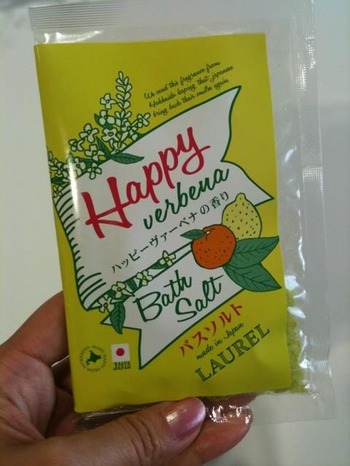 We send this fragrance from
Hokkaido hoping that japanese
bring back their smiles again
Happy
verbena
ハッピーヴァーベナの香り
Bath
Salt
バスソルト
made in Japan
LAUREL